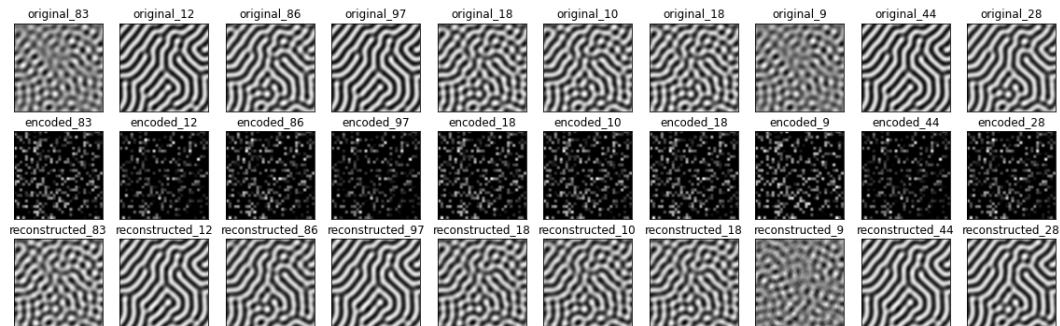 original_83 original_12 original_86 original_97 original_18 original_10 original_18 original_9 original_44 original_28
encoded_83 encoded_12 encoded_86 encoded_97 encoded_18 encoded_10 encoded_18 encoded_9 encoded_44 encoded_28
reconstructed_83 reconstructed_12 reconstructed_86 reconstructed_97 reconstructed_18 reconstructed_10 reconstructed_18 reconstructed_9 reconstructed_44 reconstructed_28